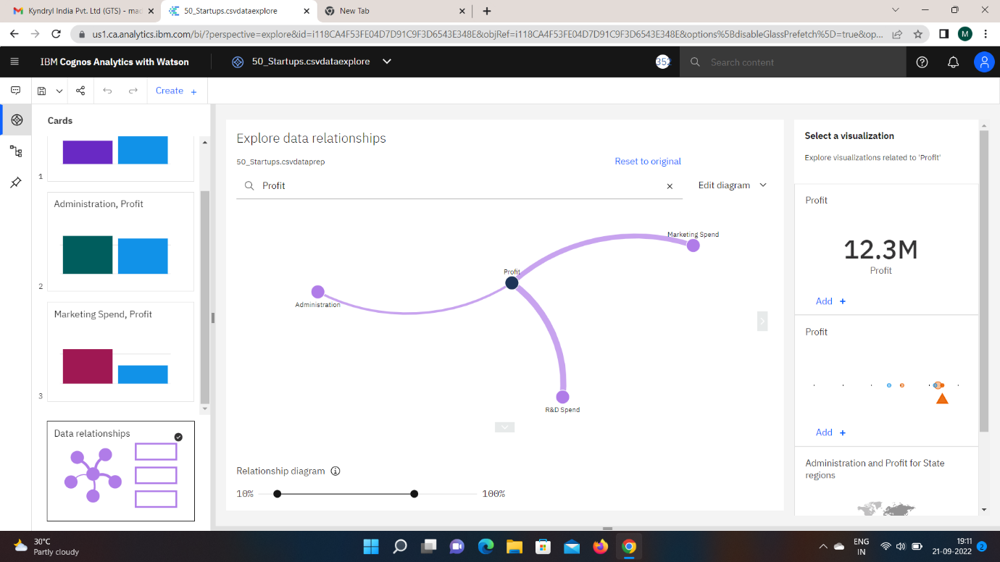 Kyndryl India Pvt. Ltd (GTS) - mac
50_Startups.csvdataexplore
New Tab
us1.ca.analytics.ibm.com/bi/?perspective=explore&id=i118CA4F53FE04D7D91C9F3D6543E348E&objRef=i118CA4F53FE04D7D91C9F3D6543E348E&options%5BdisableGlassPrefetch%5D=true&op...
M
IBM Cognos Analytics with Watson
50_Startups.csvdataexplore
352
Search content
Create +
Cards
1
Administration, Profit
2
Marketing Spend, Profit
3
Data relationships
Explore data relationships
50_Startups.csvdataprep
Reset to original
Profit
Edit diagram
Marketing Spend
Profit
Administration
R&D Spend
Relationship diagram
10%
100%
Select a visualization
Explore visualizations related to 'Profit'
Profit
12.3M
Profit
Add +
Profit
Add +
Administration and Profit for State
regions
30°C
Partly cloudy
ENG
IN
19:11
21-09-2022
2